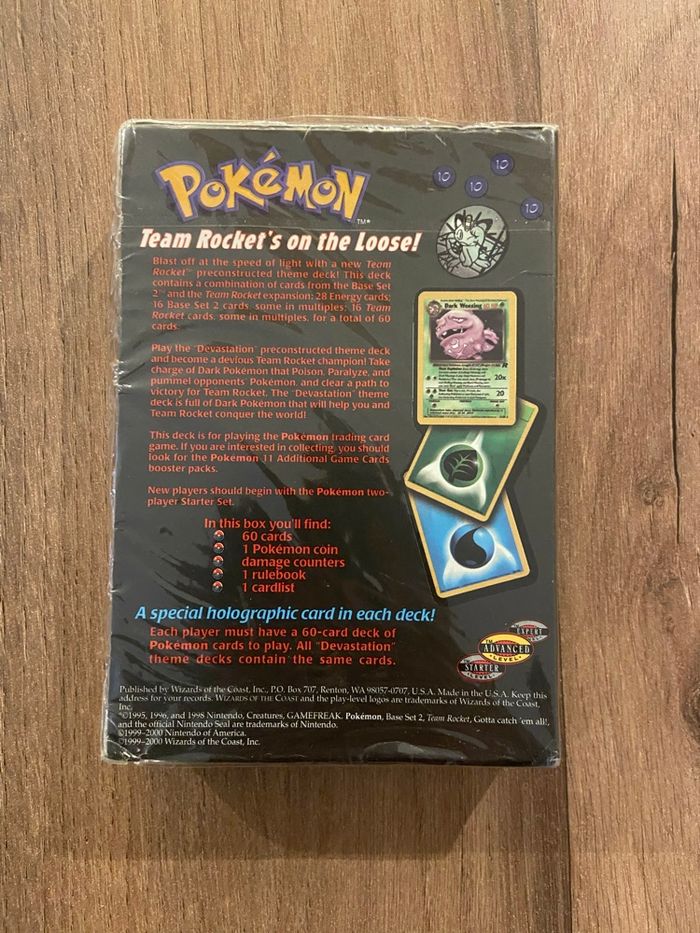 POKÉMON
TM*
10
10
10
10
Team Rocket's on the Loose!
Blast off at the speed of light with a new Team
Rocket™ preconstructed theme deck! This deck
contains a combination of cards from the Base Set
2™ and the Team Rocket expansion: 28 Energy cards;
16 Base Set 2 cards, some in multiples; 16 Team
Rocket cards, some in multiples, for a total of 60
cards.
Play the "Devastation" preconstructed theme deck
and become a devious Team Rocket champion! Take
charge of Dark Pokémon that Poison, Paralyze, and
pummel opponents' Pokémon, and clear a path to
victory for Team Rocket. The "Devastation" theme
deck is full of Dark Pokémon that will help you and
Team Rocket conquer the world!
This deck is for playing the Pokémon trading card
game. If you are interested in collecting, you should
look for the Pokémon 11 Additional Game Cards
booster packs.
New players should begin with the Pokémon two-
player Starter Set.
In this box you'll find:
60 cards
1 Pokémon coin
damage counters
1 rulebook
1 cardlist
A special holographic card in each deck!
Each player must have a 60-card deck of
Pokémon cards to play. All "Devastation"
theme decks contain the same cards.
Dark Weezing
20x
20
EXPERT
LEVEL
ADVANCED
LEVEL
STARTER
LEVEL
Published by Wizards of the Coast, Inc., P.O. Box 707, Renton, WA 98057-0707, U.S.A. Made in the U.S.A. Keep this
address for your records. WIZARDS OF THE COAST and the play-level logos are trademarks of Wizards of the Coast,
Inc.
*©1995, 1996, and 1998 Nintendo, Creatures, GAMEFREAK. Pokémon, Base Set 2, Team Rocket, Gotta catch 'em all!,
and the official Nintendo Seal are trademarks of Nintendo.
©1999-2000 Nintendo of America.
©1999-2000 Wizards of the Coast, Inc.